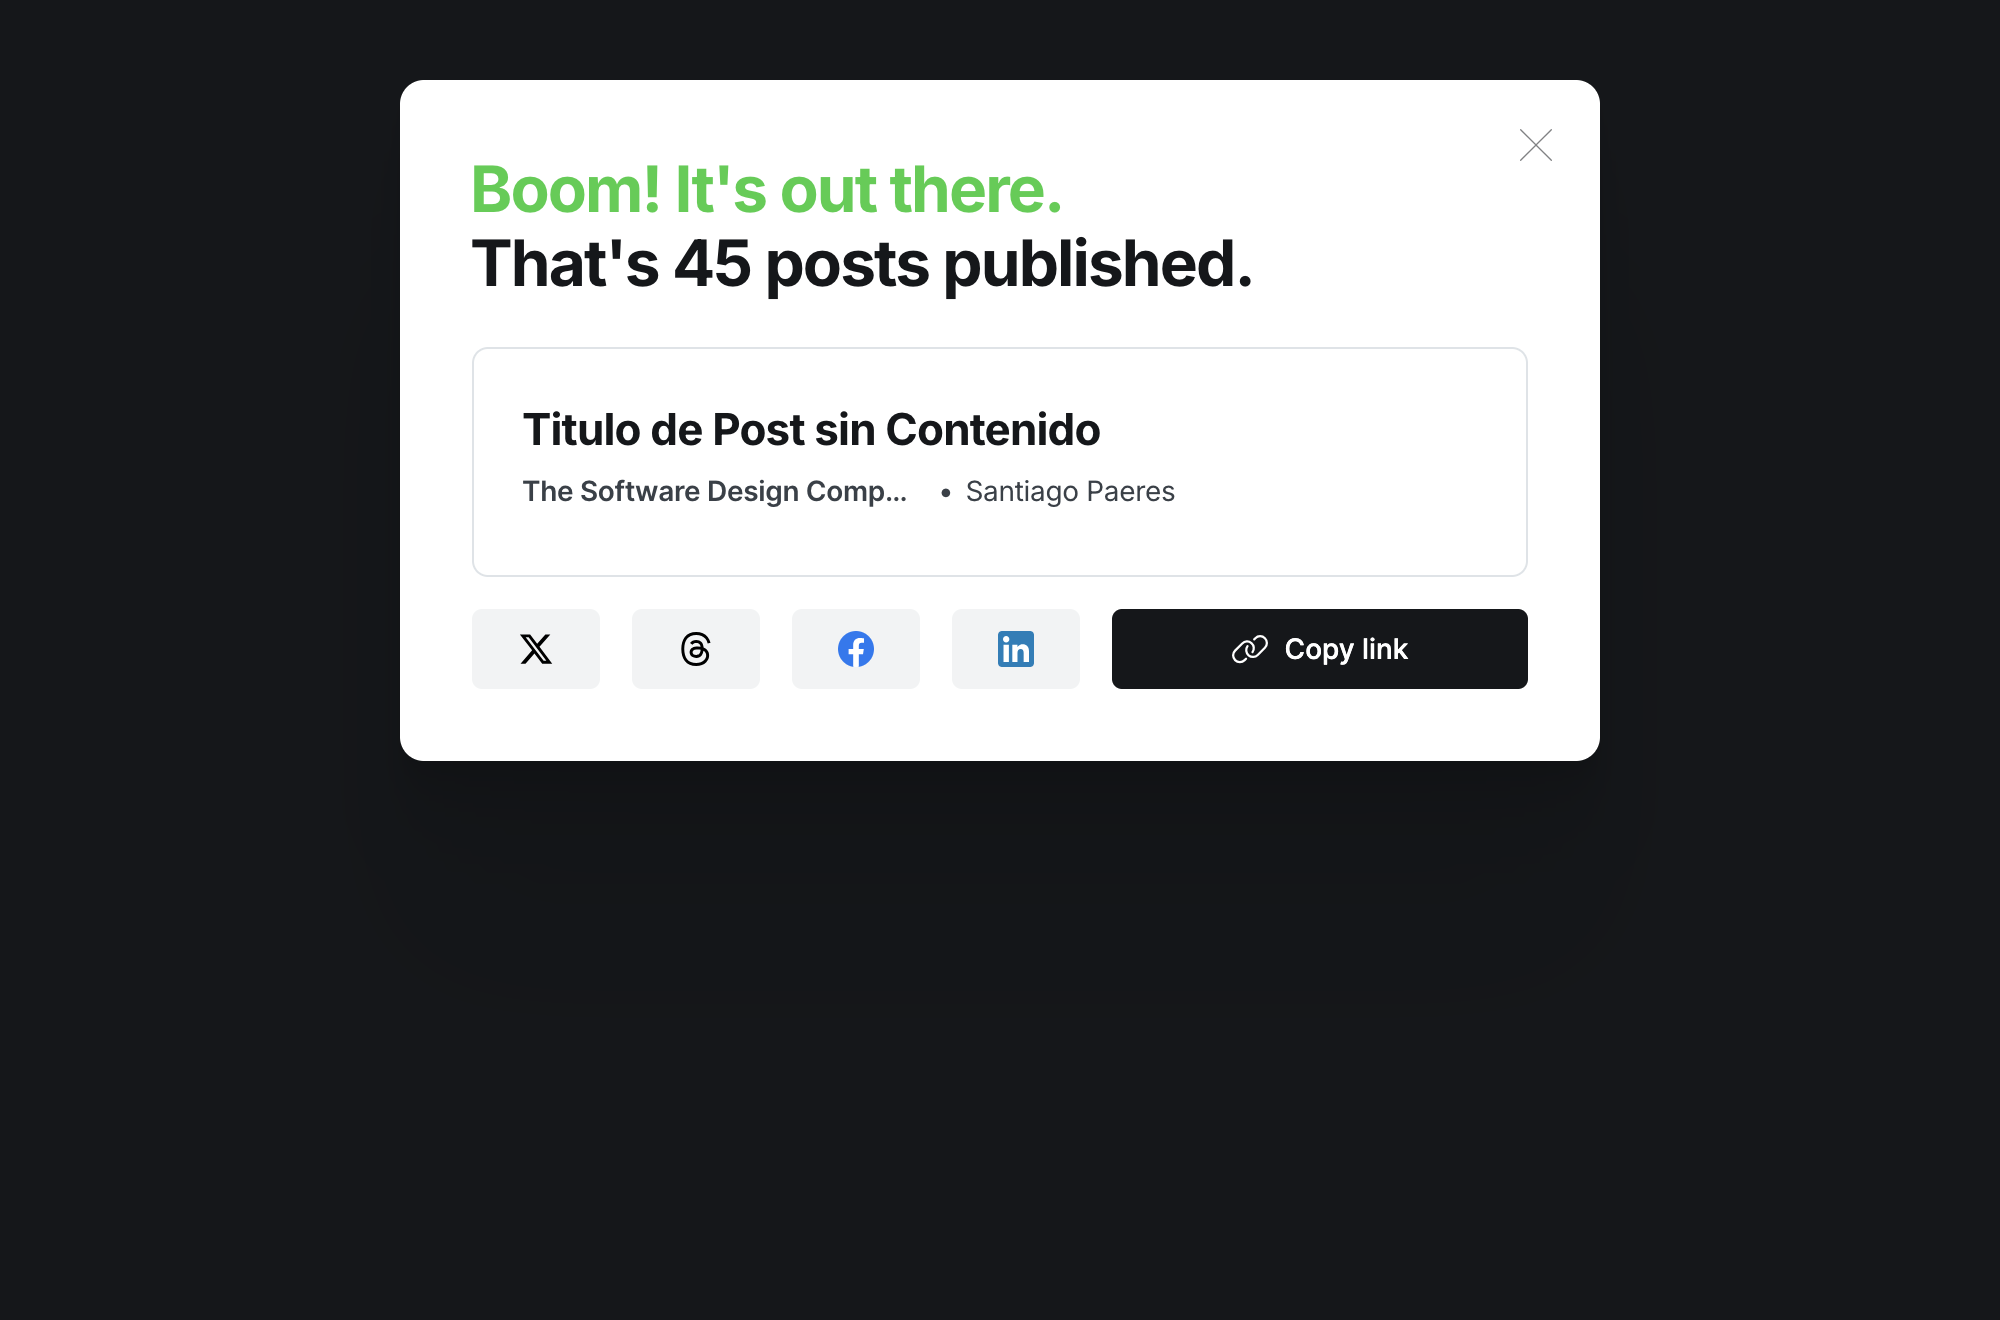 Boom! It's out there.
That's 45 posts published.
Titulo de Post sin Contenido
The Software Design Comp... • Santiago Paeres
Copy link